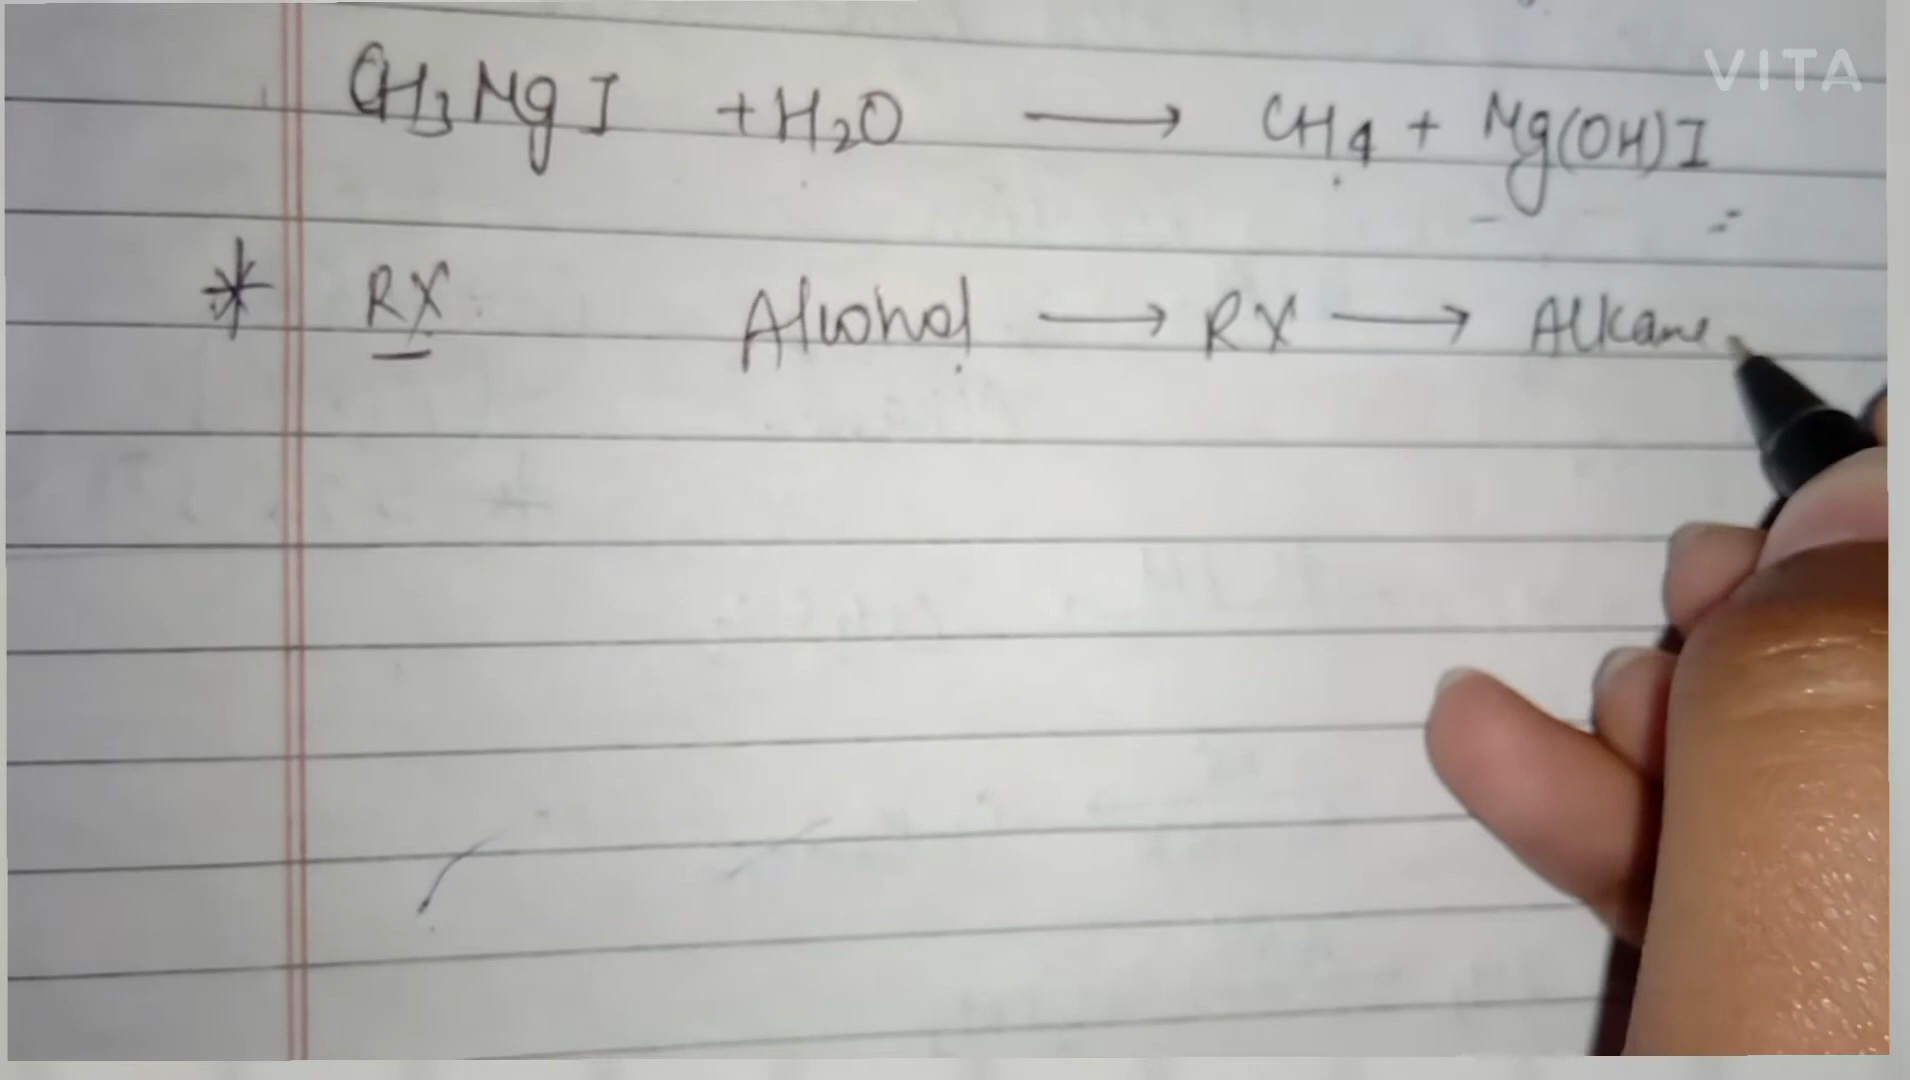 VITA
CH3MgI + H2O ⟶ CH4 + Mg(OH)I
* RX Alcohol ⟶ RX ⟶ Alkane